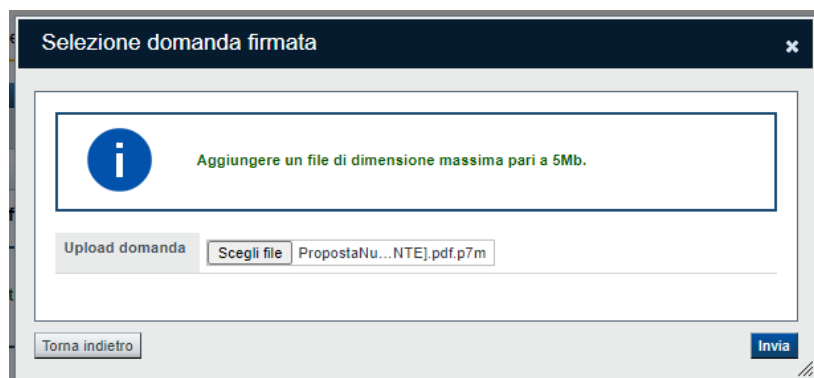 Selezione domanda firmata
Aggiungere un file di dimensione massima pari a 5Mb.
Upload domanda Scegli file PropostaNu...NTE].pdf.p7m
Torna indietro Invia